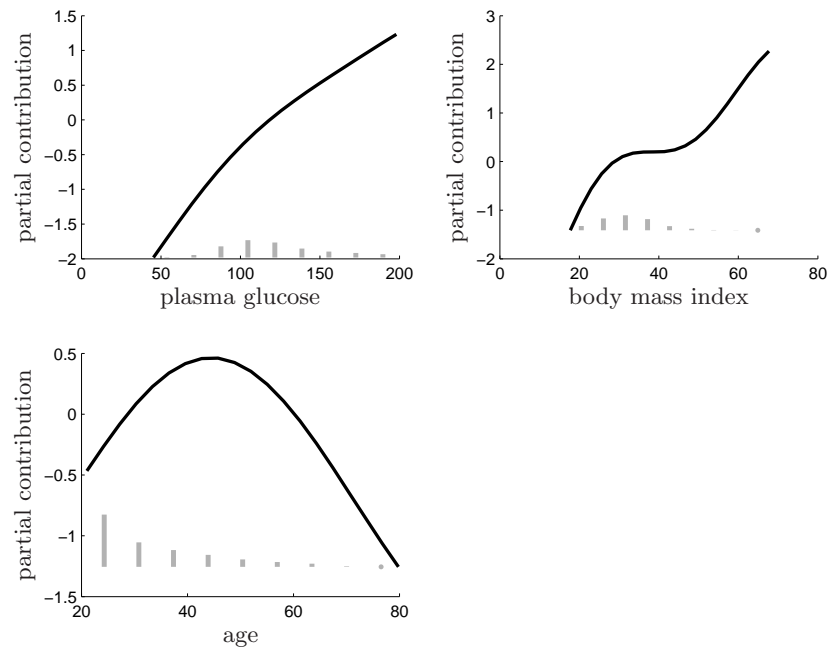 partial contribution
1.5
1
0.5
0
−0.5
−1
−1.5
−2
0 50 100 150 200
plasma glucose
partial contribution
3
2
1
0
−1
−2
0 20 40 60 80
body mass index
partial contribution
0.5
0
−0.5
−1
−1.5
20 40 60 80
age